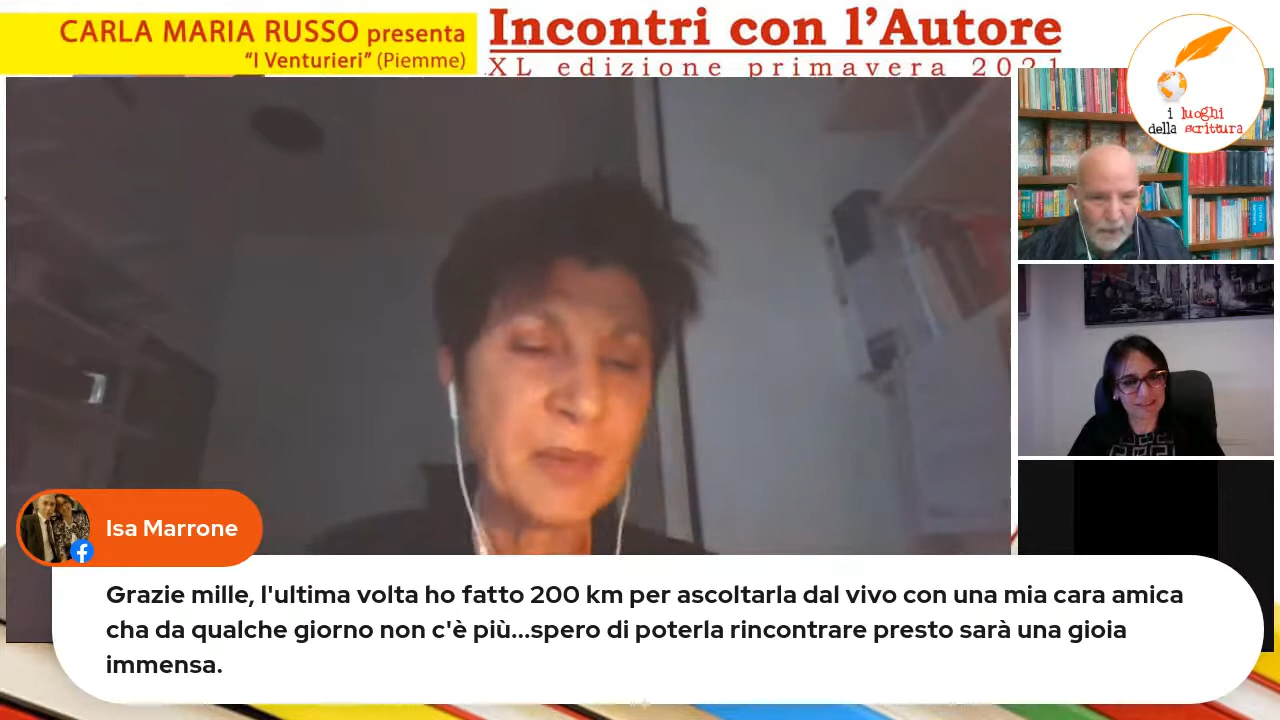 CARLA MARIA RUSSO presenta
"I Venturieri" (Piemme)
Incontri con l'Autore
XL edizione primavera 2021
i luoghi
della scrittura
Isa Marrone
Grazie mille, l'ultima volta ho fatto 200 km per ascoltarla dal vivo con una mia cara amica
cha da qualche giorno non c'è più...spero di poterla rincontrare presto sarà una gioia
immensa.